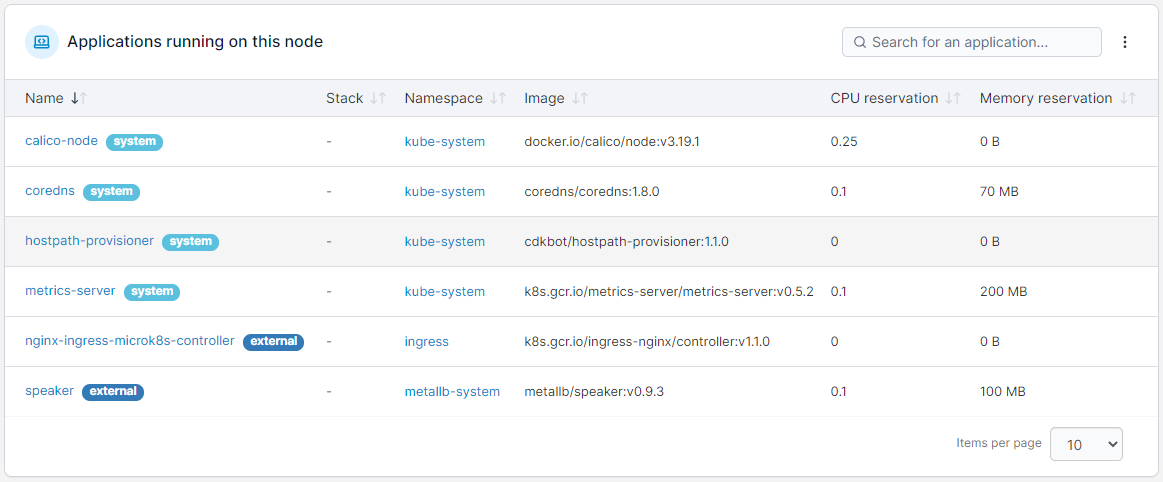 Applications running on this node
Search for an application...
Name Stack Namespace Image CPU reservation Memory reservation
calico-node system - kube-system docker.io/calico/node:v3.19.1 0.25 0 B
coredns system - kube-system coredns/coredns:1.8.0 0.1 70 MB
hostpath-provisioner system - kube-system cdkbot/hostpath-provisioner:1.1.0 0 0 B
metrics-server system - kube-system k8s.gcr.io/metrics-server/metrics-server:v0.5.2 0.1 200 MB
nginx-ingress-microk8s-controller external - ingress k8s.gcr.io/ingress-nginx/controller:v1.1.0 0 0 B
speaker external - metallb-system metallb/speaker:v0.9.3 0.1 100 MB
Items per page 10